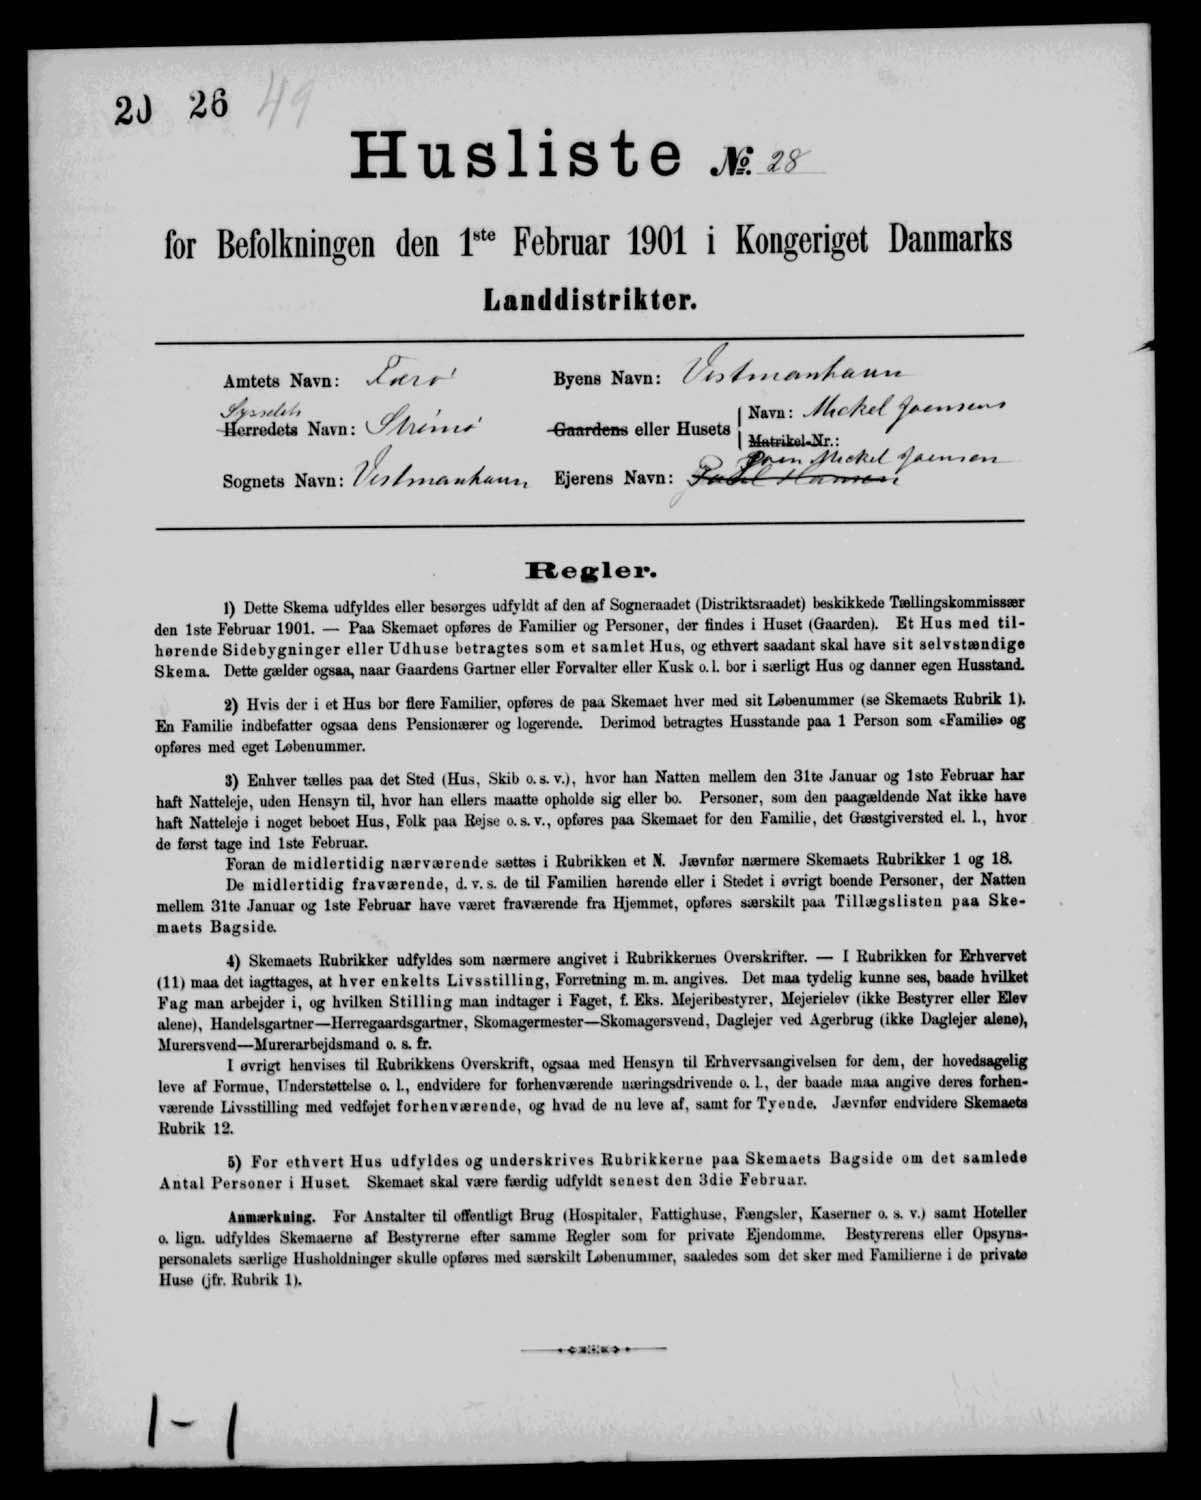 20 26 49
Husliste No. 28
for Befolkningen den 1ste Februar 1901 i Kongeriget Danmarks
Landdistrikter.
Amtets Navn: Færø
Byens Navn: Vestmanhavn
Sysselets
Herredets Navn: Strømø
Gaardens eller Husets
Navn: Mickel Joensens
Matrikel-Nr.:
Sognets Navn: Vestmanhavn
Joen Mickel Joensen
Ejerens Navn: Poul Hansen
Regler.
1) Dette Skema udfyldes eller besørges udfyldt af den af Sogneraadet (Distriktsraadet) beskikkede Tællingskommissær
den 1ste Februar 1901. — Paa Skemaet opføres de Familier og Personer, der findes i Huset (Gaarden). Et Hus med til-
hørende Sidebygninger eller Udhuse betragtes som et samlet Hus, og ethvert saadant skal have sit selvstændige
Skema. Dette gælder ogsaa, naar Gaardens Gartner eller Forvalter eller Kusk o. l. bor i særligt Hus og danner egen Husstand.
2) Hvis der i et Hus bor flere Familier, opføres de paa Skemaet hver med sit Løbenummer (se Skemaets Rubrik 1).
En Familie indbefatter ogsaa dens Pensionærer og logerende. Derimod betragtes Husstande paa 1 Person som «Familie» og
opføres med eget Løbenummer.
3) Enhver tælles paa det Sted (Hus, Skib o. s. v.), hvor han Natten mellem den 31te Januar og 1ste Februar har
haft Natteleje, uden Hensyn til, hvor han ellers maatte opholde sig eller bo. Personer, som den paagældende Nat ikke have
haft Natteleje i noget beboet Hus, Folk paa Rejse o. s. v., opføres paa Skemaet for den Familie, det Gæstgiversted el. l., hvor
de først tage ind 1ste Februar.
Foran de midlertidig nærværende sættes i Rubrikken et N. Jævnfør nærmere Skemaets Rubrikker 1 og 18.
De midlertidig fraværende, d. v. s. de til Familien hørende eller i Stedet i øvrigt boende Personer, der Natten
mellem 31te Januar og 1ste Februar have været fraværende fra Hjemmet, opføres særskilt paa Tillægslisten paa Ske-
maets Bagside.
4) Skemaets Rubrikker udfyldes som nærmere angivet i Rubrikkernes Overskrifter. — I Rubrikken for Erhvervet
(11) maa det iagttages, at hver enkelts Livsstilling, Forretning m. m. angives. Det maa tydelig kunne ses, baade hvilket
Fag man arbejder i, og hvilken Stilling man indtager i Faget, f. Eks. Mejeribestyrer, Mejerielev (ikke Bestyrer eller Elev
alene), Handelsgartner—Herregaardsgartner, Skomagermester—Skomagersvend, Daglejer ved Agerbrug (ikke Daglejer alene),
Murersvend—Murerarbejdsmand o. s. fr.
I øvrigt henvises til Rubrikkens Overskrift, ogsaa med Hensyn til Erhvervsangivelsen for dem, der hovedsagelig
leve af Formue, Understøttelse o. l., endvidere for forhenværende næringsdrivende o. l., der baade maa angive deres forhen-
værende Livsstilling med vedføjet forhenværende, og hvad de nu leve af, samt for Tyende. Jævnfør endvidere Skemaets
Rubrik 12.
5) For ethvert Hus udfyldes og underskrives Rubrikkerne paa Skemaets Bagside om det samlede
Antal Personer i Huset. Skemaet skal være færdig udfyldt senest den 3die Februar.
Anmærkning. For Anstalter til offentligt Brug (Hospitaler, Fattighuse, Fængsler, Kaserner o. s. v.) samt Hoteller
o. lign. udfyldes Skemaerne af Bestyrerne efter samme Regler som for private Ejendomme. Bestyrerens eller Opsyns-
personalets særlige Husholdninger skulle opføres med særskilt Løbenummer, saaledes som det sker med Familierne i de private
Huse (jfr. Rubrik 1).
1-1